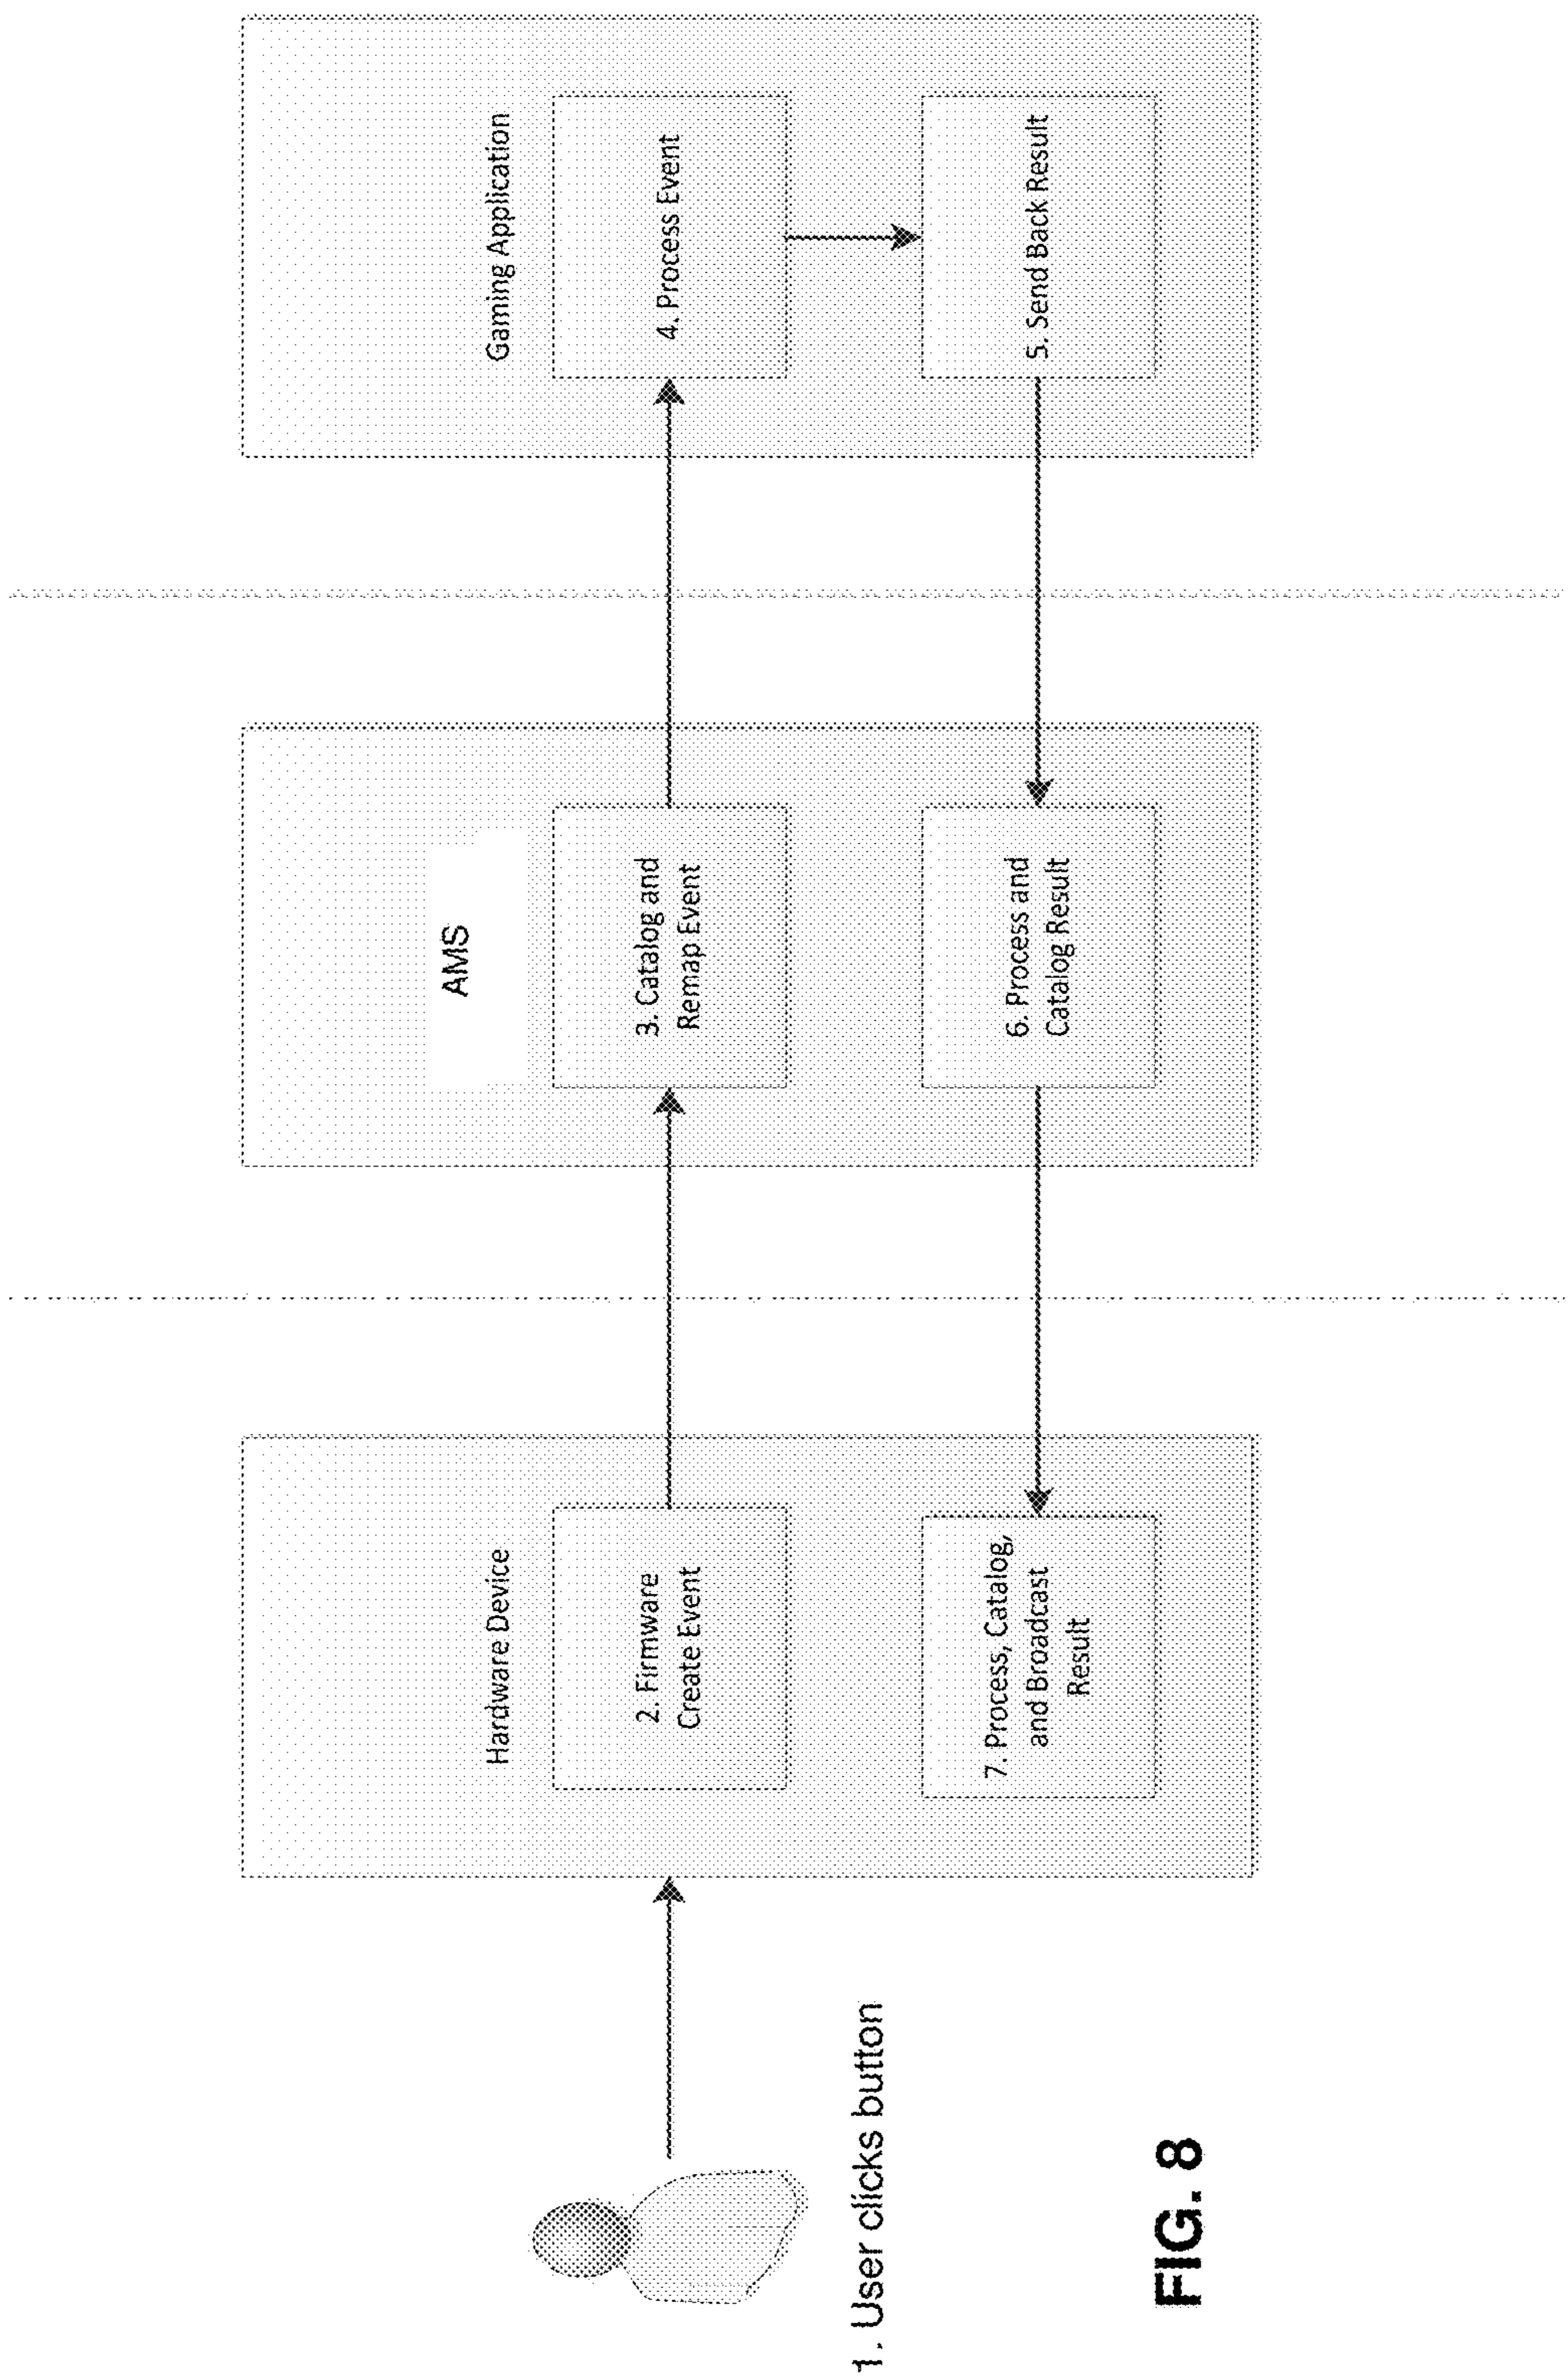 1. User clicks button
Hardware Device
2. Firmware
Create Event
AMS
3. Catalog and
Remap Event
Gaming Application
4. Process Event
5. Send Back Result
6. Process and
Catalog Result
7. Process, Catalog,
and Broadcast
Result
FIG. 8